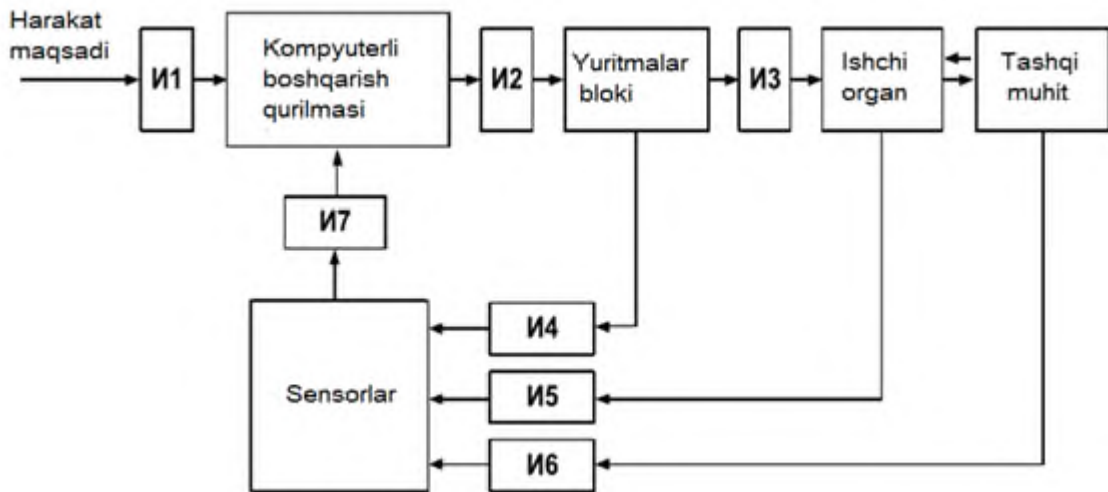 Harakat
maqsadi
И1
Kompyuterli
boshqarish
qurilmasi
И2
Yuritmalar
bloki
И3
Ishchi
organ
Tashqi
muhit
И7
И4
Sensorlar
И5
И6